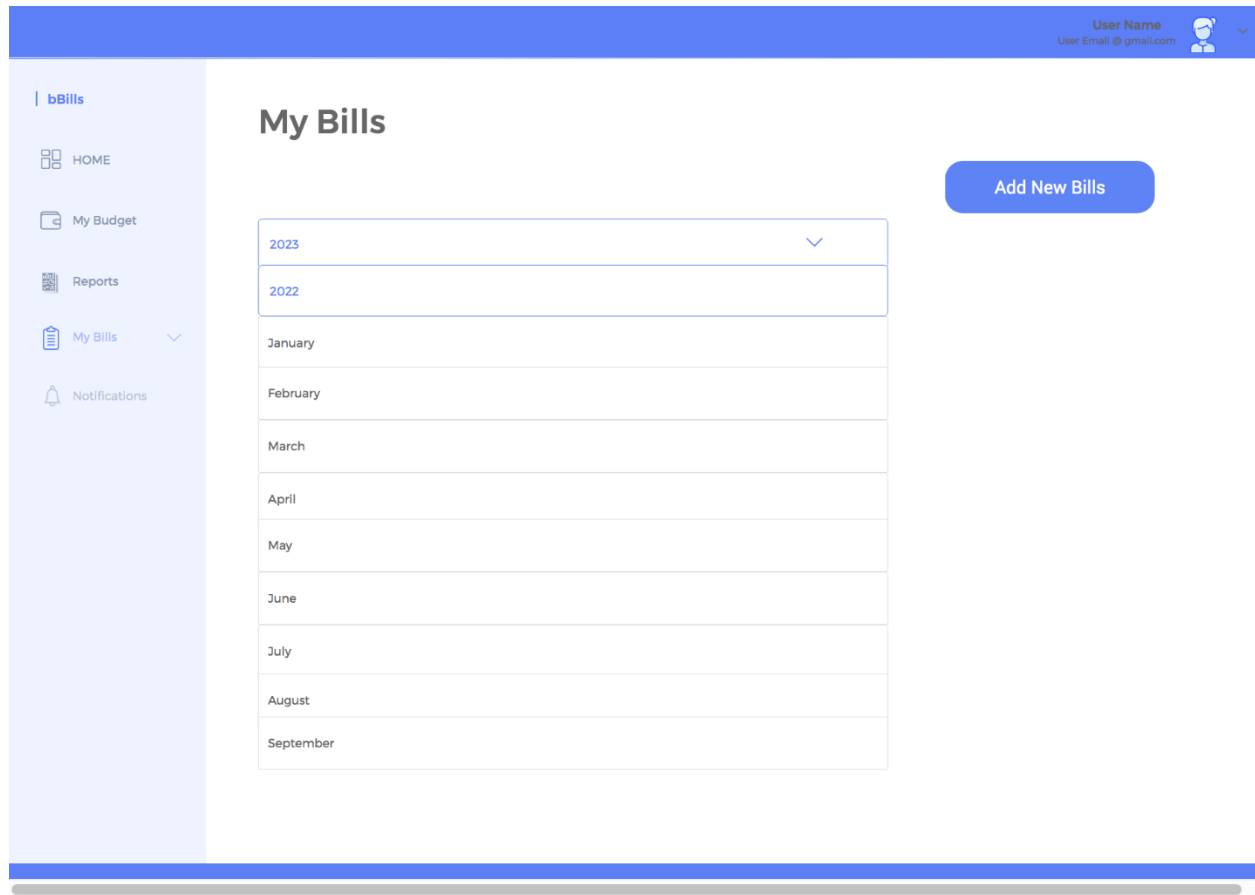 User Name
User Email @ gmail.com
| bBills
HOME
My Budget
Reports
My Bills
Notifications
My Bills
Add New Bills
2023
2022
January
February
March
April
May
June
July
August
September